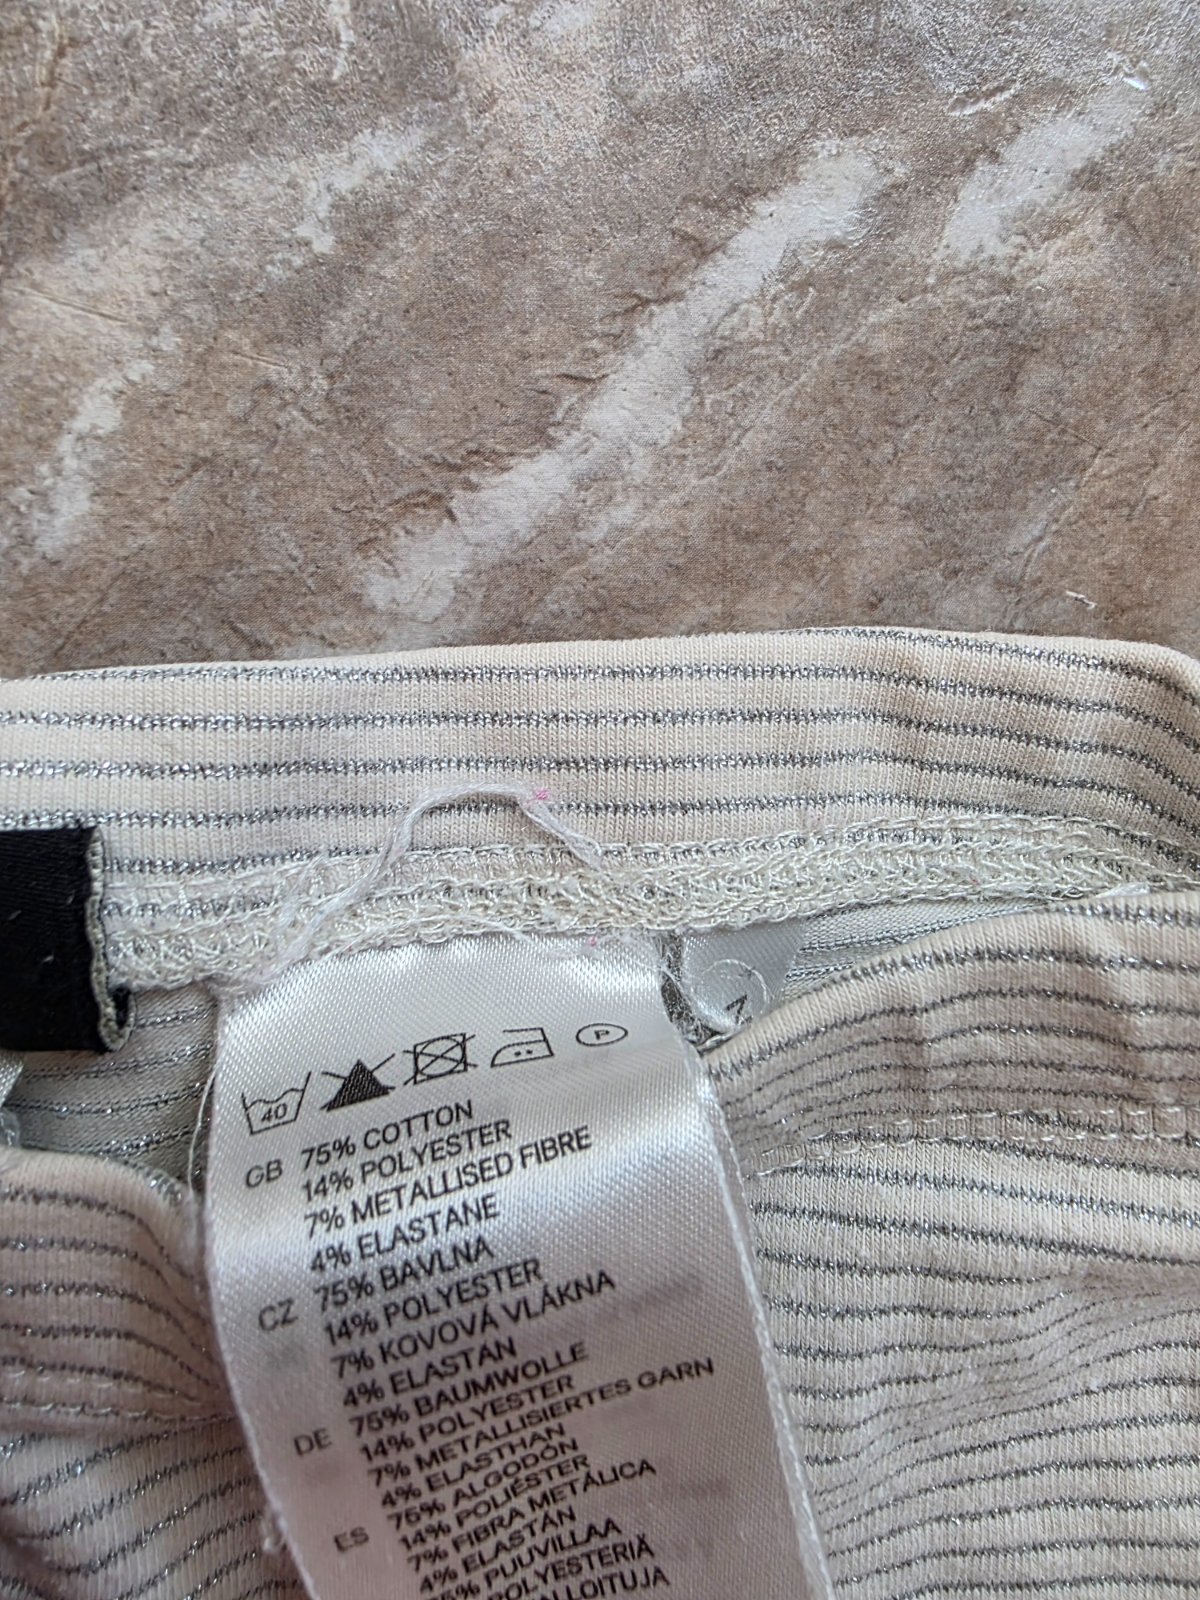 40 P
GB 75% COTTON
14% POLYESTER
7% METALLISED FIBRE
4% ELASTANE
CZ 75% BAVLNA
14% POLYESTER
7% KOVOVÁ VLÁKNA
4% ELASTAN
DE 75% BAUMWOLLE
14% POLYESTER
7% METALLISIERTES GARN
4% ELASTHAN
ES 75% ALGODÓN
14% POLIÉSTER
7% FIBRA METÁLICA
4% ELASTÁN
75% PUUVILLAA
POLYESTERIÄ